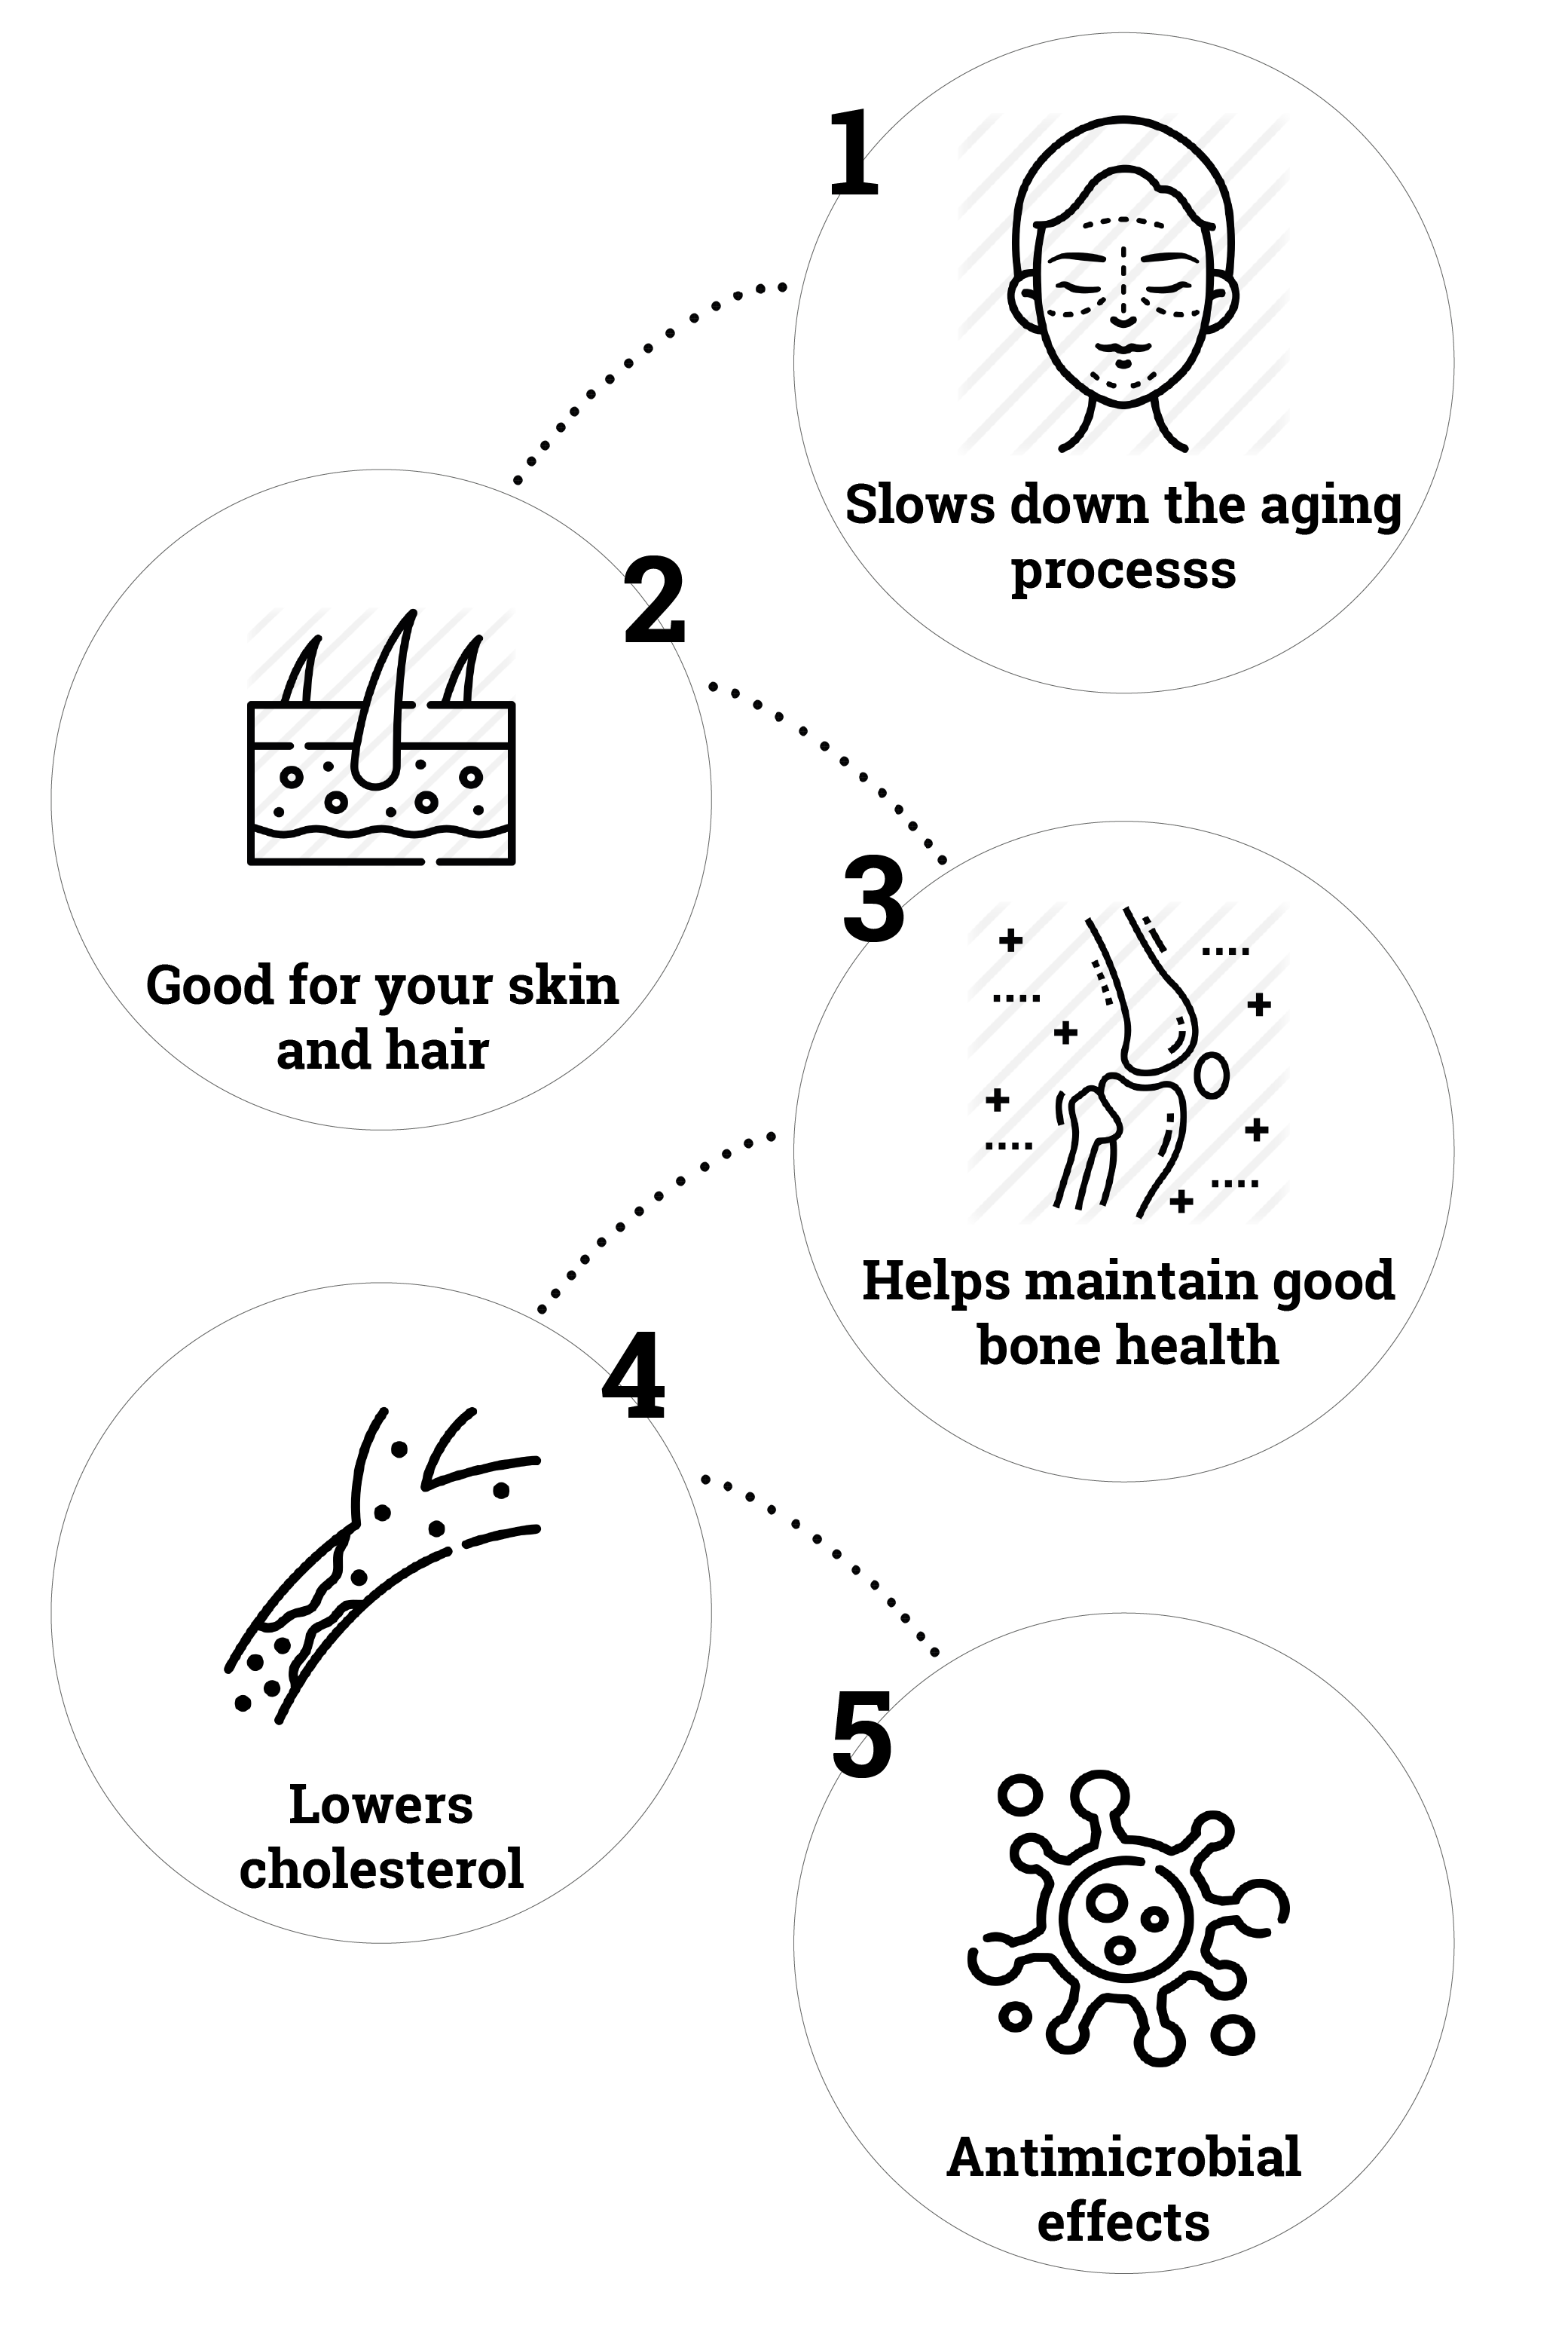 1
Slows down the aging
processs
2
Good for your skin
and hair
3
Helps maintain good
bone health
4
Lowers
cholesterol
5
Antimicrobial
effects